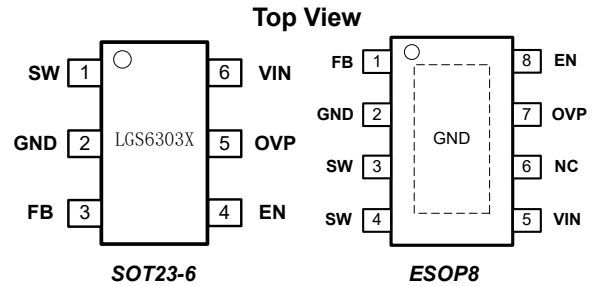 Top View
SW 1 6 VIN
GND 2 LGS6303X 5 OVP
FB 3 4 EN
SOT23-6
FB 1 8 EN
GND 2 7 OVP
GND
SW 3 6 NC
SW 4 5 VIN
ESOP8